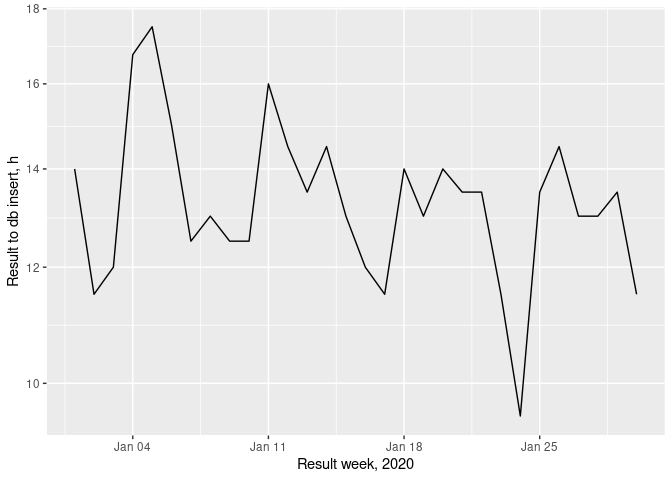 18
16
14
12
10
Result to db insert, h
Jan 04 Jan 11 Jan 18 Jan 25
Result week, 2020